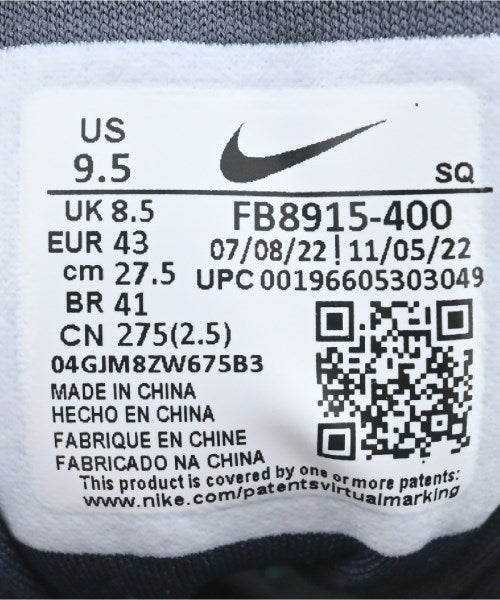 US
9.5
SQ
UK 8.5
EUR 43
cm 27.5
BR 41
CN 275(2.5)
FB8915-400
07/08/22 | 11/05/22
UPC 00196605303049
04GJM8ZW675B3
MADE IN CHINA
HECHO EN CHINA
FABRIQUE EN CHINE
FABRICADO NA CHINA
This product is covered by one or more patents:
www.nike.com/patentsvirtualmarking